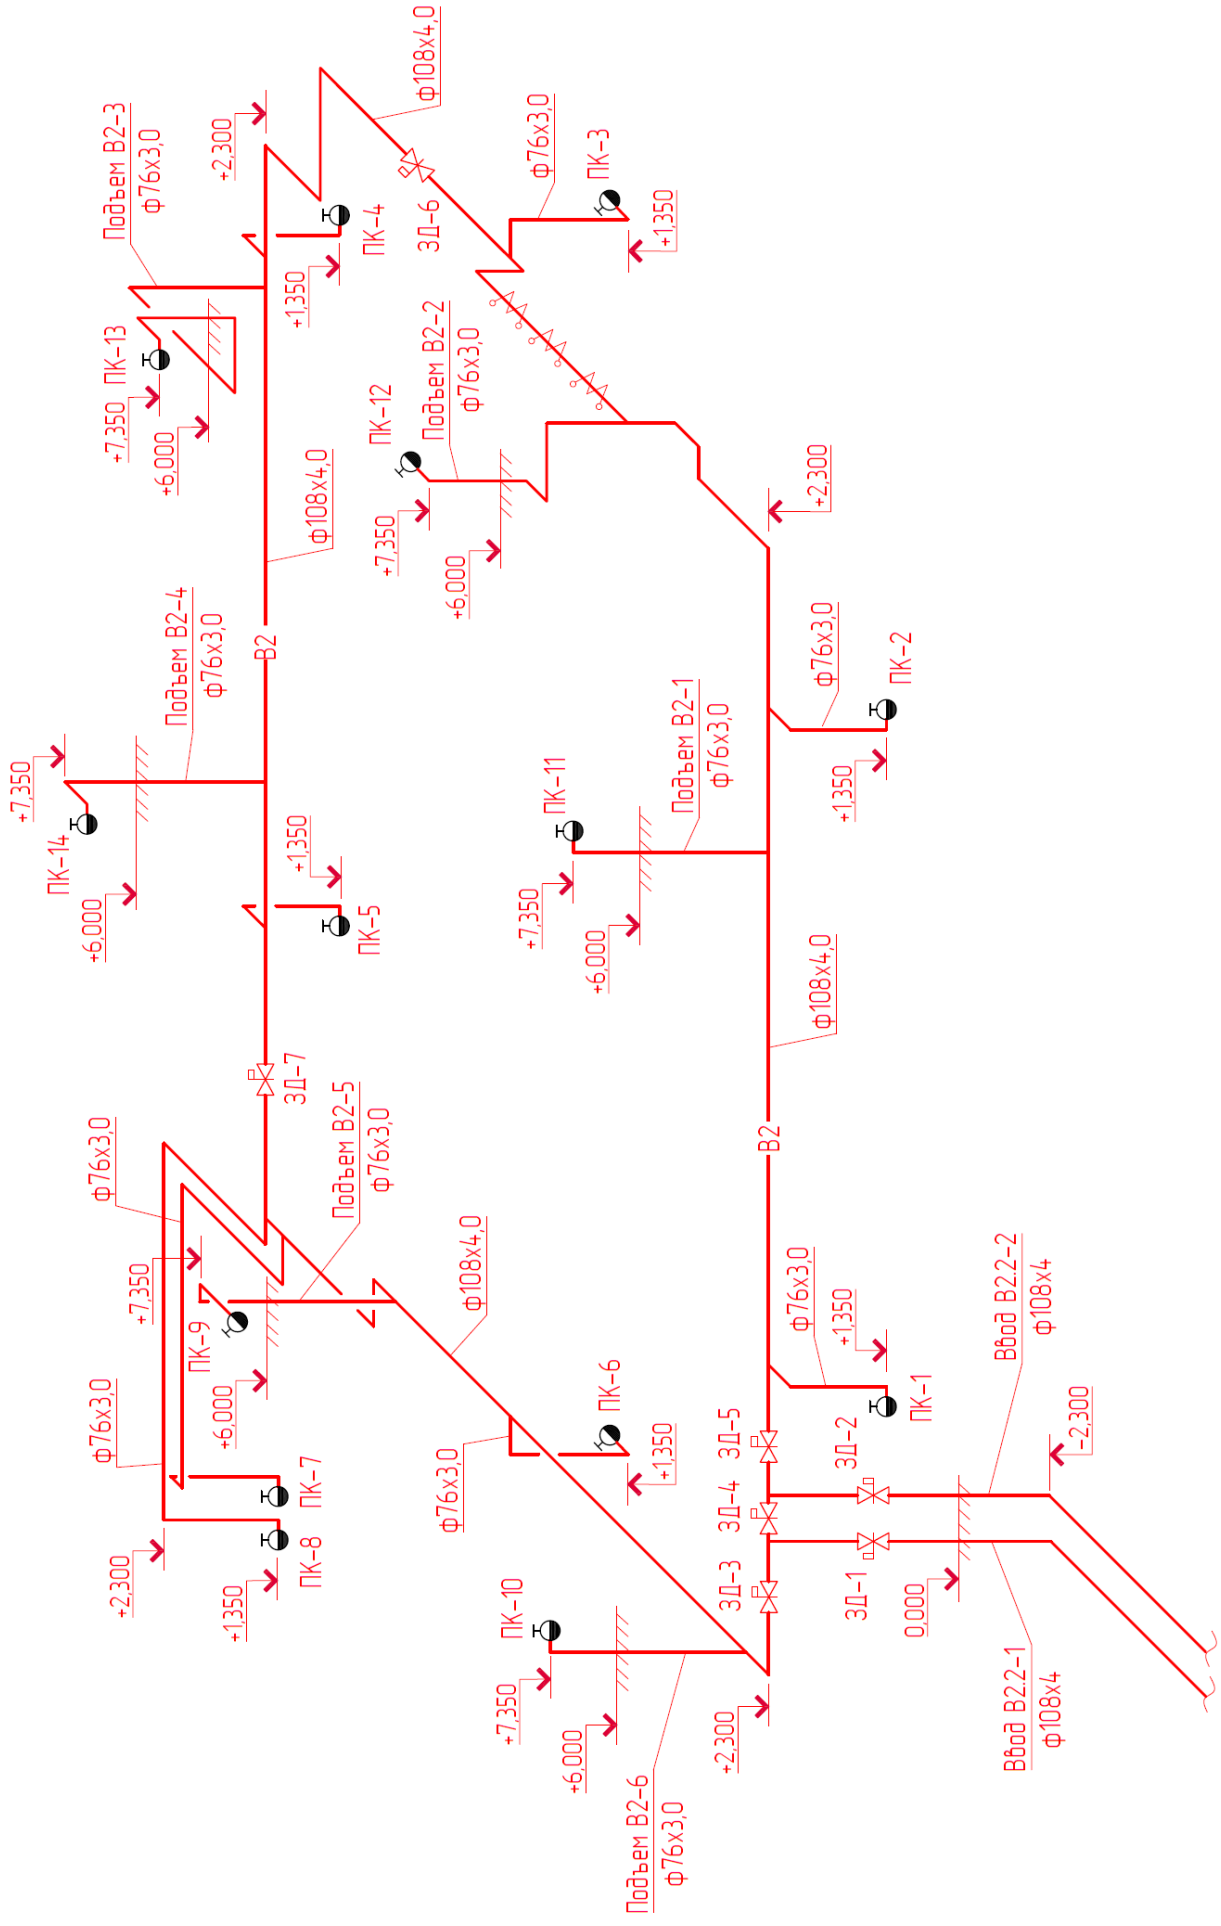 ф108х4,0
+2,300
Подъем В2-3
ф76х3,0
ф76х3,0
ПК-3
ЗД-6
+1,350
ПК-4
+1,350
ПК-13
+7,350
+6,000
Подъем В2-2
ф76х3,0
ПК-12
+7,350
+6,000
ф108х4,0
+2,300
Подъем В2-4
ф76х3,0
В2
ф76х3,0
ПК-2
+1,350
+7,350
ПК-14
+6,000
Подъем В2-1
ф76х3,0
ПК-11
+7,350
+6,000
+1,350
ПК-5
ф108х4,0
ЗД-7
ф76х3,0
Подъем В2-5
ф76х3,0
В2
+7,350
ПК-9
+6,000
ф108х4,0
ф76х3,0
ф76х3,0
+1,350
ПК-1
Ввод В2.2-2
ф108х4
-2,300
ПК-6
+1,350
ф76х3,0
ПК-7
ПК-8
+2,300
+1,350
ЗД-5
ЗД-4
ЗД-3
ЗД-2
ЗД-1
0,000
ПК-10
+7,350
+6,000
+2,300
Ввод В2.2-1
ф108х4
Подъем В2-6
ф76х3,0